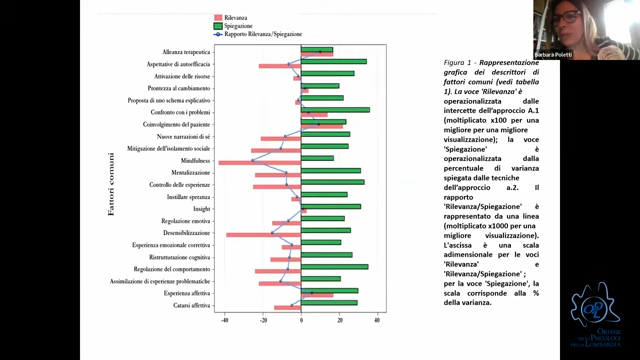 Rilevanza
Spiegazione
Rapporto Rilevanza/Spiegazione
Fattori comuni
Alleanza terapeutica
Aspettative di autoefficacia
Attivazione delle risorse
Prontezza al cambiamento
Proposta di uno schema esplicativo
Confronto con i problemi
Coinvolgimento del paziente
Nuove narrazioni di sé
Mitigazione dell'isolamento sociale
Mindfulness
Mentalizzazione
Controllo delle esperienze
Instillare speranza
Insight
Regolazione emotiva
Desensibilizzazione
Esperienza emozionale correttiva
Ristrutturazione cognitiva
Regolazione del comportamento
Assimilazione di esperienze problematiche
Esperienza affettiva
Catarsi affettiva
-40 -20 0 20 40
Barbara Poletti
Figura 1 - Rappresentazione
grafica dei descrittori di
fattori comuni (vedi tabella
1). La voce 'Rilevanza' è
operazionalizzata dalle
intercette dell'approccio A.1
(moltiplicato x100 per una
migliore per una migliore
visualizzazione); la voce
'Spiegazione' è
operazionalizzata dalla
percentuale di varianza
spiegata dalle tecniche
dell'approccio a.2. Il
rapporto
'Rilevanza/Spiegazione' è
rappresentato da una linea
(moltiplicato x1000 per una
migliore visualizzazione).
L'ascissa è una scala
adimensionale per le voci
'Rilevanza' e
'Rilevanza/Spiegazione' ;
per la voce 'Spiegazione', la
scala corrisponde alla %
della varianza.
OPL
ORDINE
DEGLI PSICOLOGI
DELLA LOMBARDIA